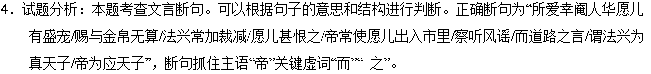 4．试题分析：本题考查文言断句。可以根据句子的意思和结构进行判断。正确断句为“所爱幸阉人华愿儿
有盛宠/赐与金帛无算/法兴常加裁减/愿儿甚恨之/帝常使愿儿出入市里/察听风谣/而道路之言/谓法兴为
真天子/帝为应天子”，断句抓住主语“帝”关键虚词“而”“ 之”。